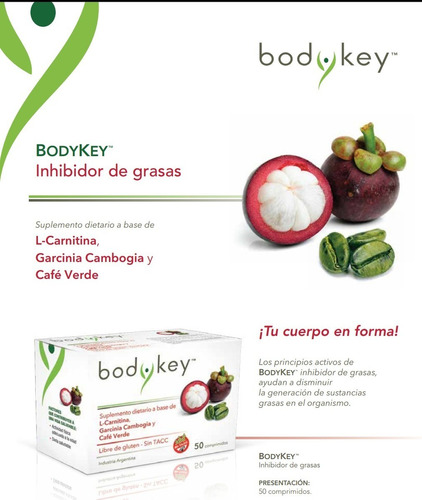 bodykey™
BODYKEY™
Inhibidor de grasas
Suplemento dietario a base de
L-Carnitina,
Garcinia Cambogia y
Café Verde
¡Tu cuerpo en forma!
Los principios activos de
BODYKEY™ inhibidor de grasas,
ayudan a disminuir
la generación de sustancias
grasas en el organismo.
bodykey™
Suplemento dietario a base de
L-Carnitina,
Garcinia Cambogia y
Café Verde
Libre de gluten - Sin TACC
50 comprimidos
Industria Argentina
BODYKEY™
Inhibidor de grasas
PRESENTACIÓN:
50 comprimidos.